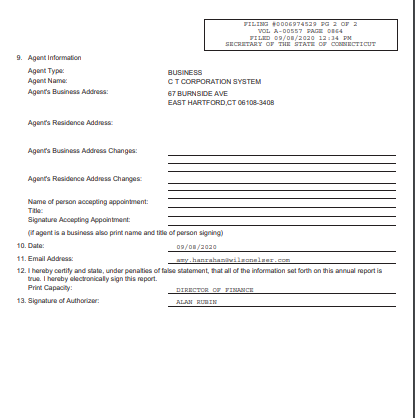 FILING #0006974529 PG 2 OF 2
VOL A-00557 PAGE 0864
FILED 09/08/2020 12:34 PM
SECRETARY OF THE STATE OF CONNECTICUT
9. Agent Information
Agent Type: BUSINESS
Agent Name: C T CORPORATION SYSTEM
Agent's Business Address: 67 BURNSIDE AVE
EAST HARTFORD,CT 06108-3408
Agent's Residence Address:
Agent's Business Address Changes:
Agent's Residence Address Changes:
Name of person accepting appointment:
Title:
Signature Accepting Appointment:
(if agent is a business also print name and title of person signing)
10. Date: 09/08/2020
11. Email Address: amy.hanrahan@wilsonelser.com
12. I hereby certify and state, under penalties of false statement, that all of the information set forth on this annual report is
true. I hereby electronically sign this report.
Print Capacity: DIRECTOR OF FINANCE
13. Signature of Authorizer: ALAN RUBIN